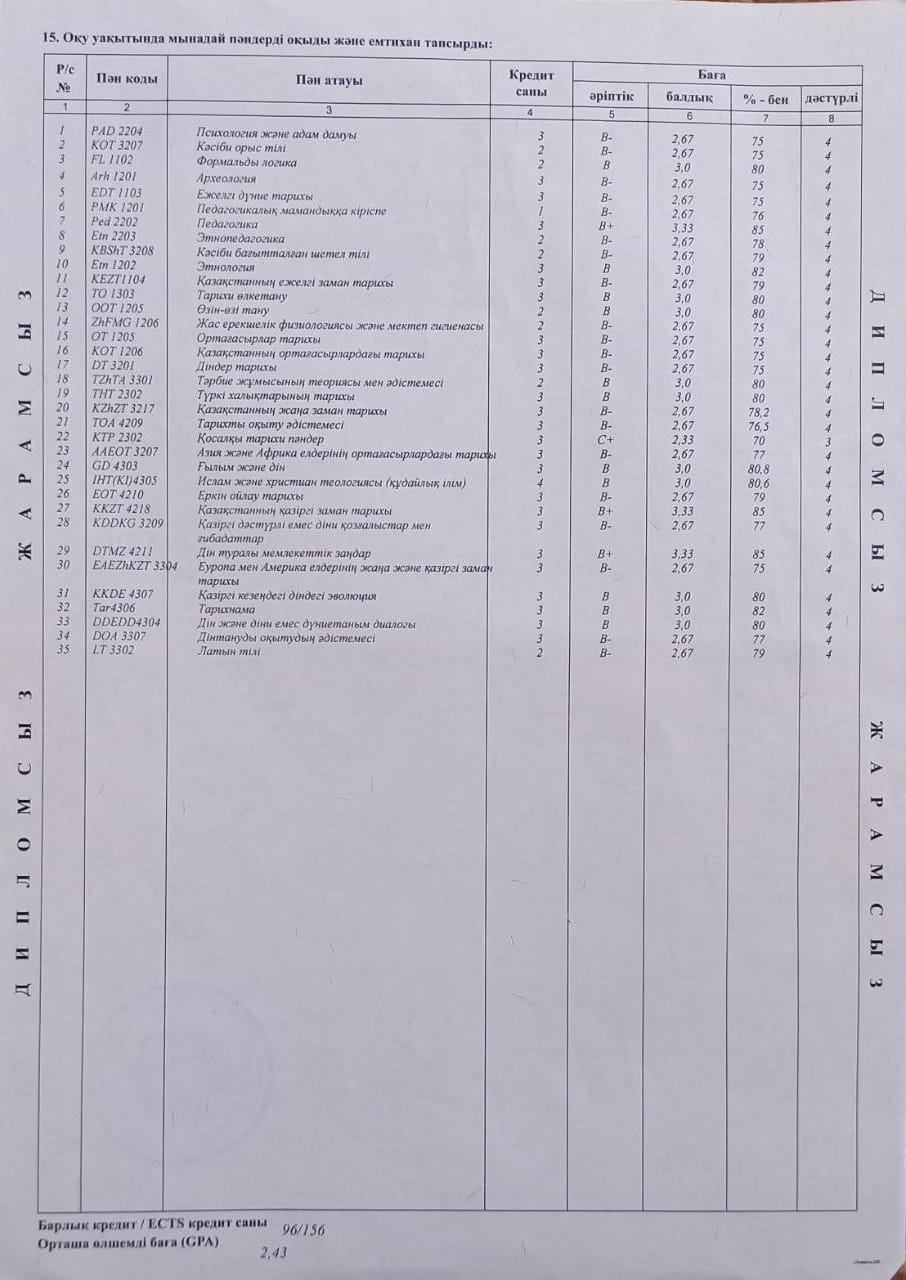 15. Оқу уақытында мынадай пәндерді оқыды және емтихан тапсырды:
Р/с № Пән коды Пән атауы Кредит саны Баға
әріптік балдық % - бен дәстүрлі
1 2 3 4 5 6 7 8
1 PAD 2204 Психология және адам дамуы 3 B- 2,67 75 4
2 KOT 3207 Кәсіби орыс тілі 2 B- 2,67 75 4
3 FL 1102 Формальды логика 2 B 3,0 80 4
4 Arh 1201 Археология 3 B- 2,67 75 4
5 EDT 1103 Ежелгі дүние тарихы 3 B- 2,67 75 4
6 PMK 1201 Педагогикалық мамандыққа кіріспе 1 B- 2,67 76 4
7 Ped 2202 Педагогика 3 B+ 3,33 85 4
8 Etn 2203 Этнопедагогика 2 B- 2,67 78 4
9 KBShT 3208 Кәсіби бағытталған шетел тілі 2 B- 2,67 79 4
10 Etn 1202 Этнология 3 B 3,0 82 4
11 KEZT1104 Қазақстанның ежелгі заман тарихы 3 B- 2,67 79 4
12 TO 1303 Тарихи өлкетану 3 B 3,0 80 4
13 OOT 1205 Өзін-өзі тану 2 B 3,0 80 4
14 ZhFMG 1206 Жас ерекшелік физиологиясы және мектеп гигиенасы 2 B- 2,67 75 4
15 OT 1205 Ортағасырлар тарихы 3 B- 2,67 75 4
16 KOT 1206 Қазақстанның ортағасырлардағы тарихы 3 B- 2,67 75 4
17 DT 3201 Діндер тарихы 3 B- 2,67 75 4
18 TZhTA 3301 Тәрбие жұмысының теориясы мен әдістемесі 2 B 3,0 80 4
19 THT 2302 Түркі халықтарының тарихы 3 B 3,0 80 4
20 KZhZT 3217 Қазақстанның жаңа заман тарихы 3 B- 2,67 78,2 4
21 TOA 4209 Тарихты оқыту әдістемесі 3 B- 2,67 76,5 4
22 KTP 2302 Қосалқы тарихи пәндер 3 C+ 2,33 70 3
23 AAEOT 3207 Азия және Африка елдерінің ортағасырлардағы тарихы 3 B- 2,67 77 4
24 GD 4303 Ғылым және дін 3 B 3,0 80,8 4
25 IHT(KI)4305 Ислам және христиан теологиясы (құдайлық ілім) 4 B 3,0 80,6 4
26 EOT 4210 Еркін ойлау тарихы 3 B- 2,67 79 4
27 KKZT 4218 Қазақстанның қазіргі заман тарихы 3 B+ 3,33 85 4
28 KDDKG 3209 Қазіргі дәстүрлі емес діни қозғалыстар мен 3 B- 2,67 77 4
ғибадаттар
29 DTMZ 4211 Дін туралы мемлекеттік заңдар 3 B+ 3,33 85 4
30 EAEZhKZT 3304 Еуропа мен Америка елдерінің жаңа және қазіргі заман 3 B- 2,67 75 4
тарихы
31 KKDE 4307 Қазіргі кезеңдегі діндегі эволюция 3 B 3,0 80 4
32 Tar4306 Тарихнама 3 B 3,0 82 4
33 DDEDD4304 Дін және діни емес дүниетаным диалогы 3 B 3,0 80 4
34 DOA 3307 Дінтануды оқытудың әдістемесі 3 B- 2,67 77 4
35 LT 3302 Латын тілі 2 B- 2,67 79 4
ДИПЛОМСЫЗ ЖАРАМСЫЗ
ДИПЛОМСЫЗ ЖАРАМСЫЗ
Барлық кредит / ECTS кредит саны 96/156
Орташа өлшемді баға (GPA) 2,43